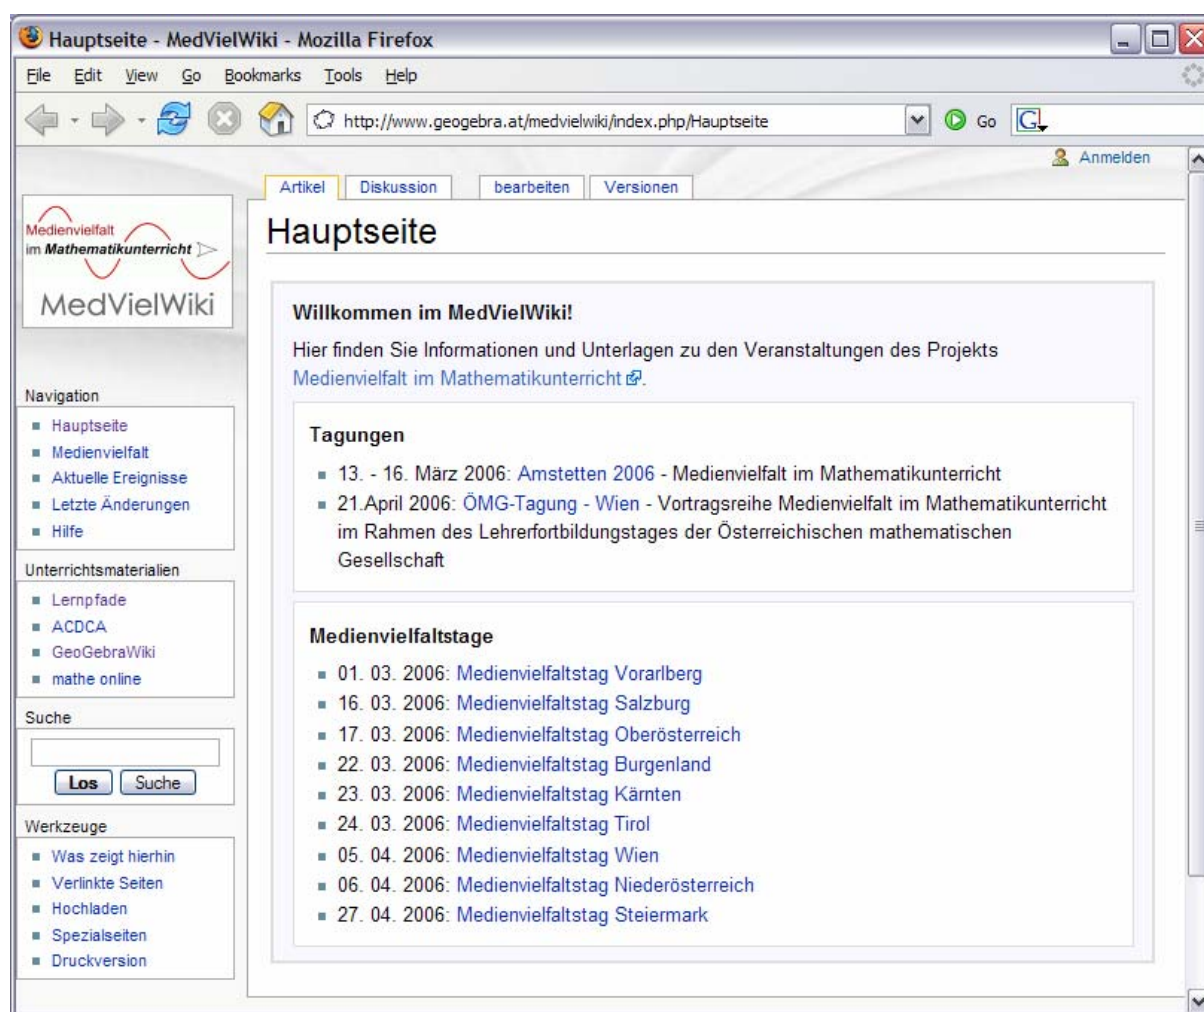 Hauptseite - MedVielWiki - Mozilla Firefox
File Edit View Go Bookmarks Tools Help
http://www.geogebra.at/medvielwiki/index.php/Hauptseite Go G
Anmelden
Artikel Diskussion bearbeiten Versionen
Medienvielfalt
im Mathematikunterricht
MedVielWiki
Navigation
Hauptseite
Medienvielfalt
Aktuelle Ereignisse
Letzte Änderungen
Hilfe
Unterrichtsmaterialien
Lernpfade
ACDCA
GeoGebraWiki
mathe online
Suche
Los Suche
Werkzeuge
Was zeigt hierhin
Verlinkte Seiten
Hochladen
Spezialseiten
Druckversion
Hauptseite
Willkommen im MedVielWiki!
Hier finden Sie Informationen und Unterlagen zu den Veranstaltungen des Projekts
Medienvielfalt im Mathematikunterricht.
Tagungen
13. - 16. März 2006: Amstetten 2006 - Medienvielfalt im Mathematikunterricht
21.April 2006: ÖMG-Tagung - Wien - Vortragsreihe Medienvielfalt im Mathematikunterricht
im Rahmen des Lehrerfortbildungstages der Österreichischen mathematischen
Gesellschaft
Medienvielfaltstage
01. 03. 2006: Medienvielfaltstag Vorarlberg
16. 03. 2006: Medienvielfaltstag Salzburg
17. 03. 2006: Medienvielfaltstag Oberösterreich
22. 03. 2006: Medienvielfaltstag Burgenland
23. 03. 2006: Medienvielfaltstag Kärnten
24. 03. 2006: Medienvielfaltstag Tirol
05. 04. 2006: Medienvielfaltstag Wien
06. 04. 2006: Medienvielfaltstag Niederösterreich
27. 04. 2006: Medienvielfaltstag Steiermark